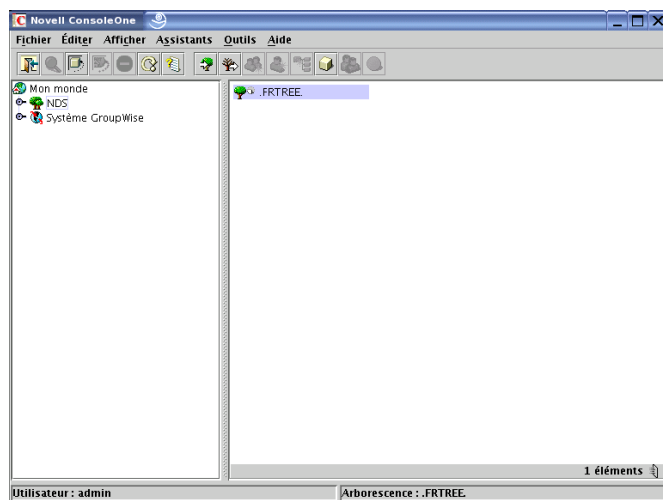 Novell ConsoleOne
Fichier Éditer Afficher Assistants Outils Aide
Mon monde
NDS
Système GroupWise
.FRTREE.
1 éléments
Utilisateur : admin
Arborescence : .FRTREE.